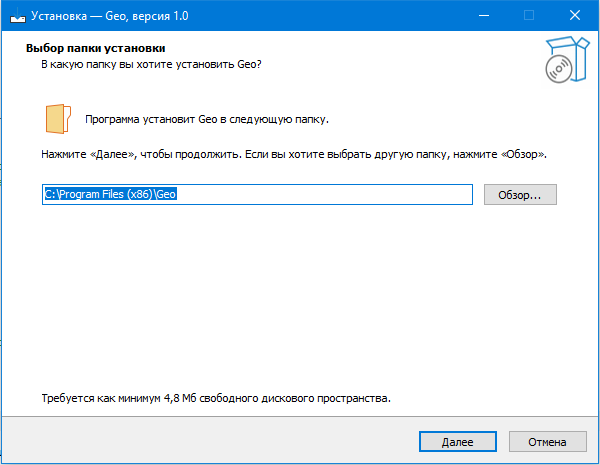 Установка — Geo, версия 1.0
Выбор папки установки
В какую папку вы хотите установить Geo?
Программа установит Geo в следующую папку.
Нажмите «Далее», чтобы продолжить. Если вы хотите выбрать другую папку, нажмите «Обзор».
C:\Program Files (x86)\Geo
Обзор...
Требуется как минимум 4,8 Мб свободного дискового пространства.
Далее
Отмена